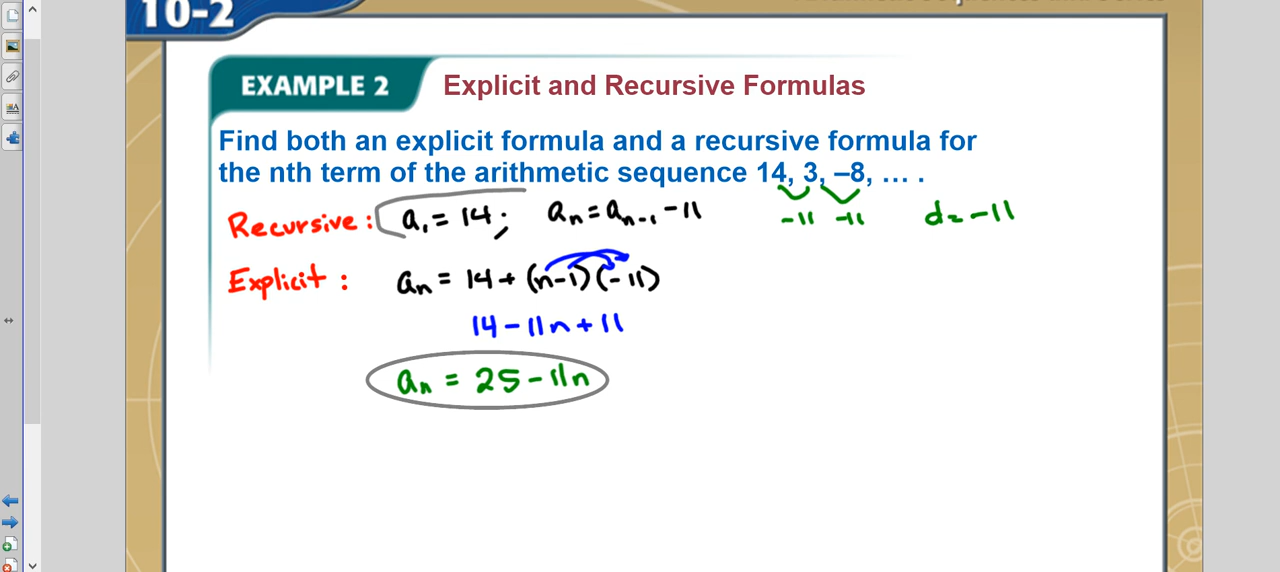 10-2
EXAMPLE 2 Explicit and Recursive Formulas
Find both an explicit formula and a recursive formula for
the nth term of the arithmetic sequence 14, 3, –8, ... .
Recursive: a₁ = 14; aₙ = aₙ₋₁ - 11 -11 -11 d = -11
Explicit: aₙ = 14 + (n-1)(-11)
14 - 11n + 11
aₙ = 25 - 11n